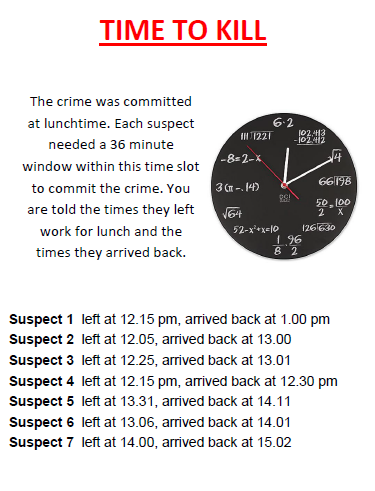 TIME TO KILL
The crime was committed
at lunchtime. Each suspect
needed a 36 minute
window within this time slot
to commit the crime. You
are told the times they left
work for lunch and the
times they arrived back.
6·2
11)1221
102,413
-102,412
-8=2-x
√4
3(π-.14)
66)198
√64
50/2 = 100/x
52-x²+x=10
126)630
1/8 · 96/2
Suspect 1 left at 12.15 pm, arrived back at 1.00 pm
Suspect 2 left at 12.05, arrived back at 13.00
Suspect 3 left at 12.25, arrived back at 13.01
Suspect 4 left at 12.15 pm, arrived back at 12.30 pm
Suspect 5 left at 13.31, arrived back at 14.11
Suspect 6 left at 13.06, arrived back at 14.01
Suspect 7 left at 14.00, arrived back at 15.02